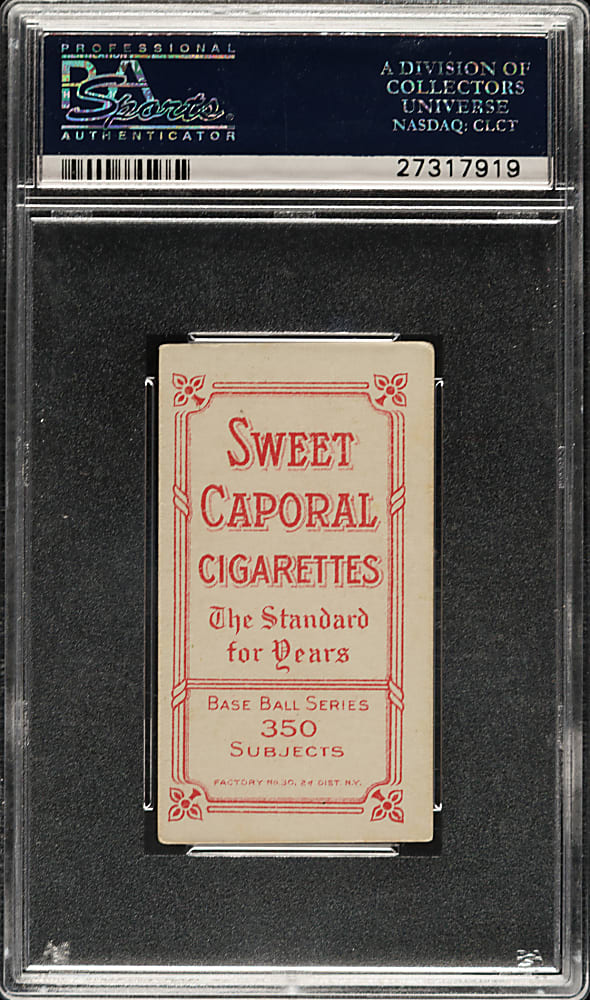 PROFESSIONAL
PSA
Sports
AUTHENTICATOR
A DIVISION OF
COLLECTORS
UNIVERSE
NASDAQ: CLCT
27317919
SWEET
CAPORAL
CIGARETTES
The Standard
for Years
BASE BALL SERIES
350
SUBJECTS
FACTORY No. 30, 2d DIST. N.Y.